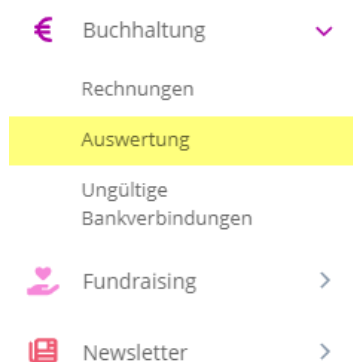 Buchhaltung
Rechnungen
Auswertung
Ungültige
Bankverbindungen
Fundraising
Newsletter